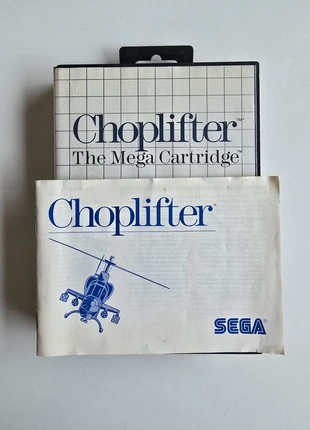 Choplifter™
The Mega Cartridge™
Choplifter™
SEGA®